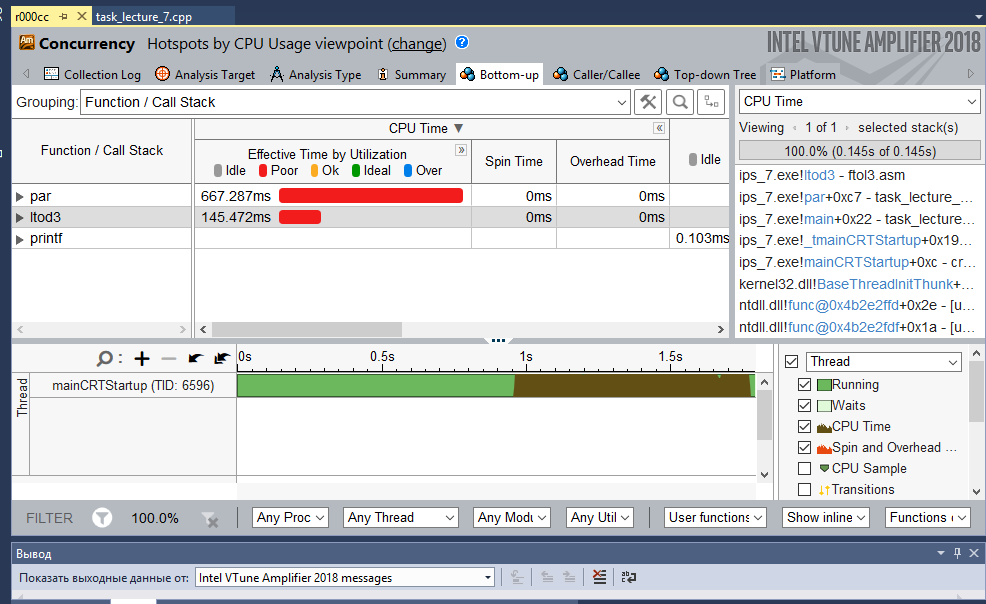 r000cc task_lecture_7.cpp
Concurrency Hotspots by CPU Usage viewpoint (change) ?
INTEL VTUNE AMPLIFIER 2018
Collection Log Analysis Target Analysis Type Summary Bottom-up Caller/Callee Top-down Tree Platform
Grouping: Function / Call Stack
CPU Time
Function / Call Stack
CPU Time
Effective Time by Utilization
Idle Poor Ok Ideal Over
Spin Time
Overhead Time
Idle
par 667.287ms 0ms 0ms
ltod3 145.472ms 0ms 0ms
printf 0.103ms
Viewing 1 of 1 selected stack(s)
100.0% (0.145s of 0.145s)
ips_7.exe!ltod3 - ftol3.asm
ips_7.exe!par+0xc7 - task_lecture_...
ips_7.exe!main+0x22 - task_lecture...
ips_7.exe!_tmainCRTStartup+0x19...
ips_7.exe!mainCRTStartup+0xc - cr...
kernel32.dll!BaseThreadInitThunk+...
ntdll.dll!func@0x4b2e2ffd+0x2e - [u...
ntdll.dll!func@0x4b2e2fdf+0x1a - [u...
0s 0.5s 1s 1.5s
Thread
mainCRTStartup (TID: 6596)
Thread
Running
Waits
CPU Time
Spin and Overhead ...
CPU Sample
Transitions
FILTER 100.0% Any Proc Any Thread Any Modu Any Util User functions Show inline Functions
Вывод
Показать выходные данные от: Intel VTune Amplifier 2018 messages